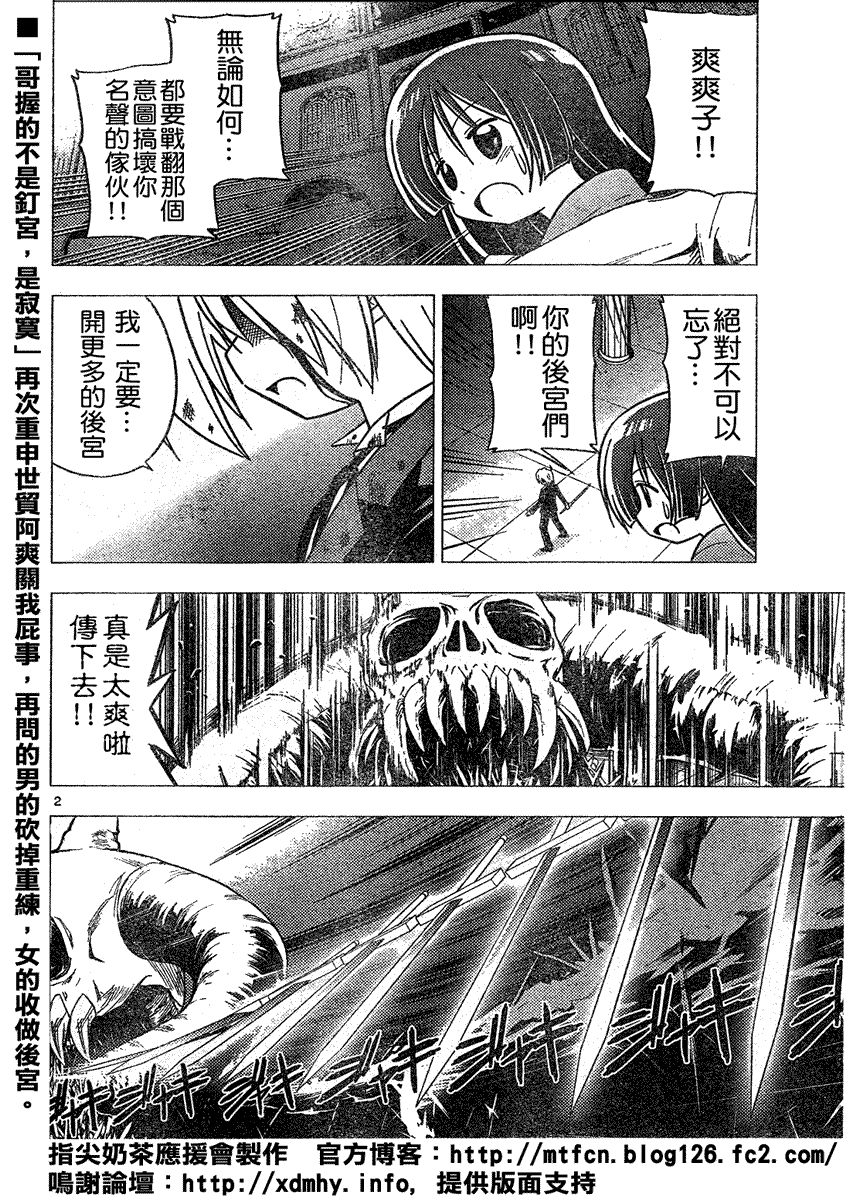 爽爽子!!
無論如何…
都要戰翻那個
意圖搞壞你
名聲的傢伙!!
絕對不可以
忘了…
你的後宮們
啊!!
我一定要…
開更多的後宮
真是太爽啦
傳下去!!
2
■「哥握的不是釘宮，是寂寞」再次重申世貿阿爽關我屁事，再問的男的砍掉重練，女的收做後宮。
指尖奶茶應援會製作　官方博客：http://mtfcn.blog126.fc2.com/
鳴謝論壇：http://xdmhy.info, 提供版面支持